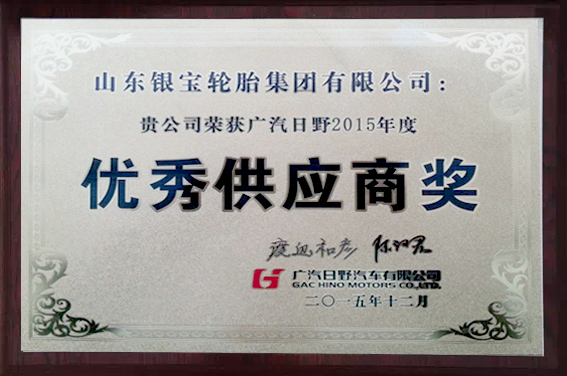 山东银宝轮胎集团有限公司：
贵公司荣获广汽日野2015年度
优秀供应商奖
广汽日野汽车有限公司
GAC HINO MOTORS CO.,LTD.
二〇一五年十二月